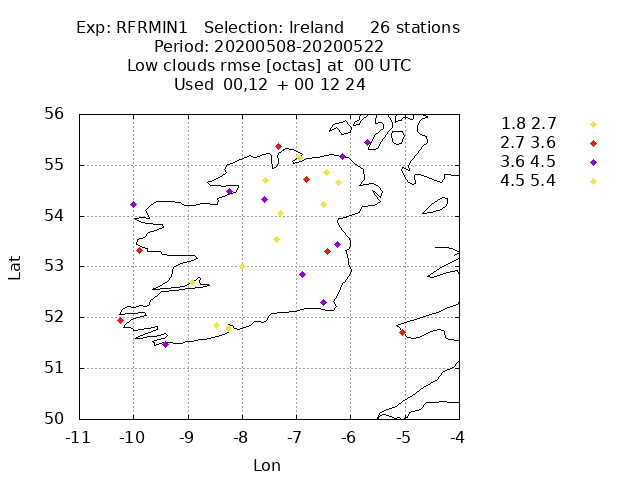 Exp: RFRMIN1 Selection: Ireland 26 stations
Period: 20200508-20200522
Low clouds rmse [octas] at 00 UTC
Used 00,12 + 00 12 24
1.8 2.7
2.7 3.6
3.6 4.5
4.5 5.4
56
55
54
53
52
51
50
Lat
-11 -10 -9 -8 -7 -6 -5 -4
Lon